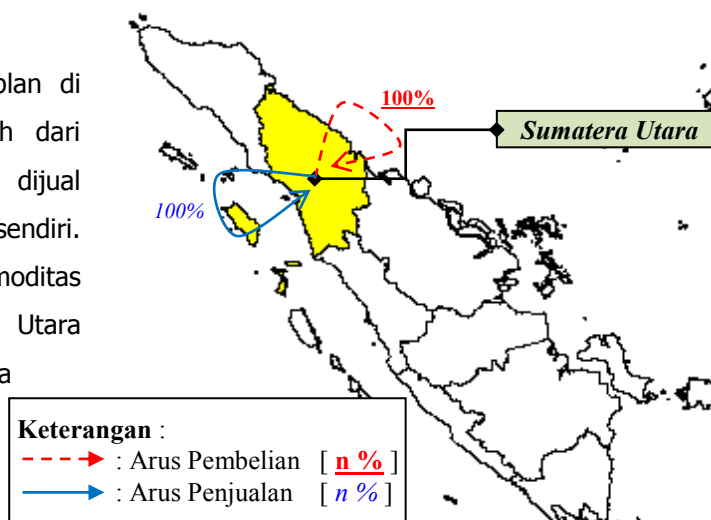 olan di
h dari
dijual
sendiri.
moditas
Utara
a
100%
Sumatera Utara
100%
Keterangan :
: Arus Pembelian [ n % ]
: Arus Penjualan [ n % ]